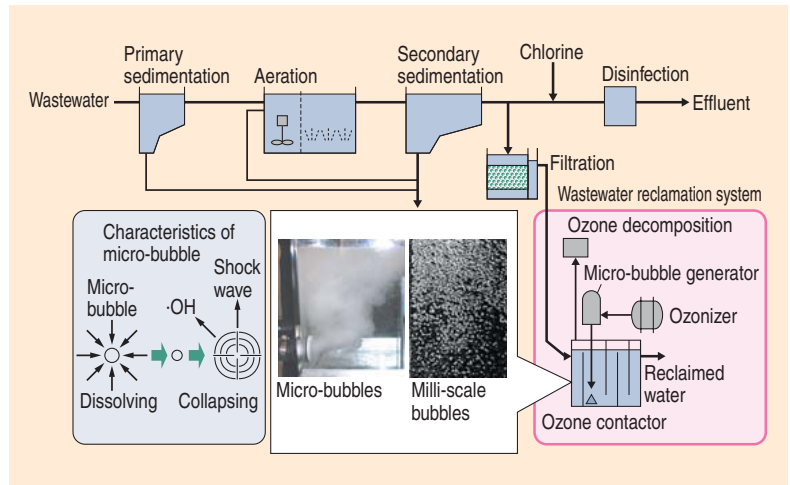 Primary
sedimentation
Aeration
Secondary
sedimentation
Chlorine
Disinfection
Wastewater
Effluent
Filtration
Wastewater reclamation system
Characteristics of
micro-bubble
Micro-
bubble
·OH
Shock
wave
Dissolving
Collapsing
Micro-bubbles
Milli-scale
bubbles
Ozone decomposition
Micro-bubble generator
Ozonizer
Reclaimed
water
Ozone contactor